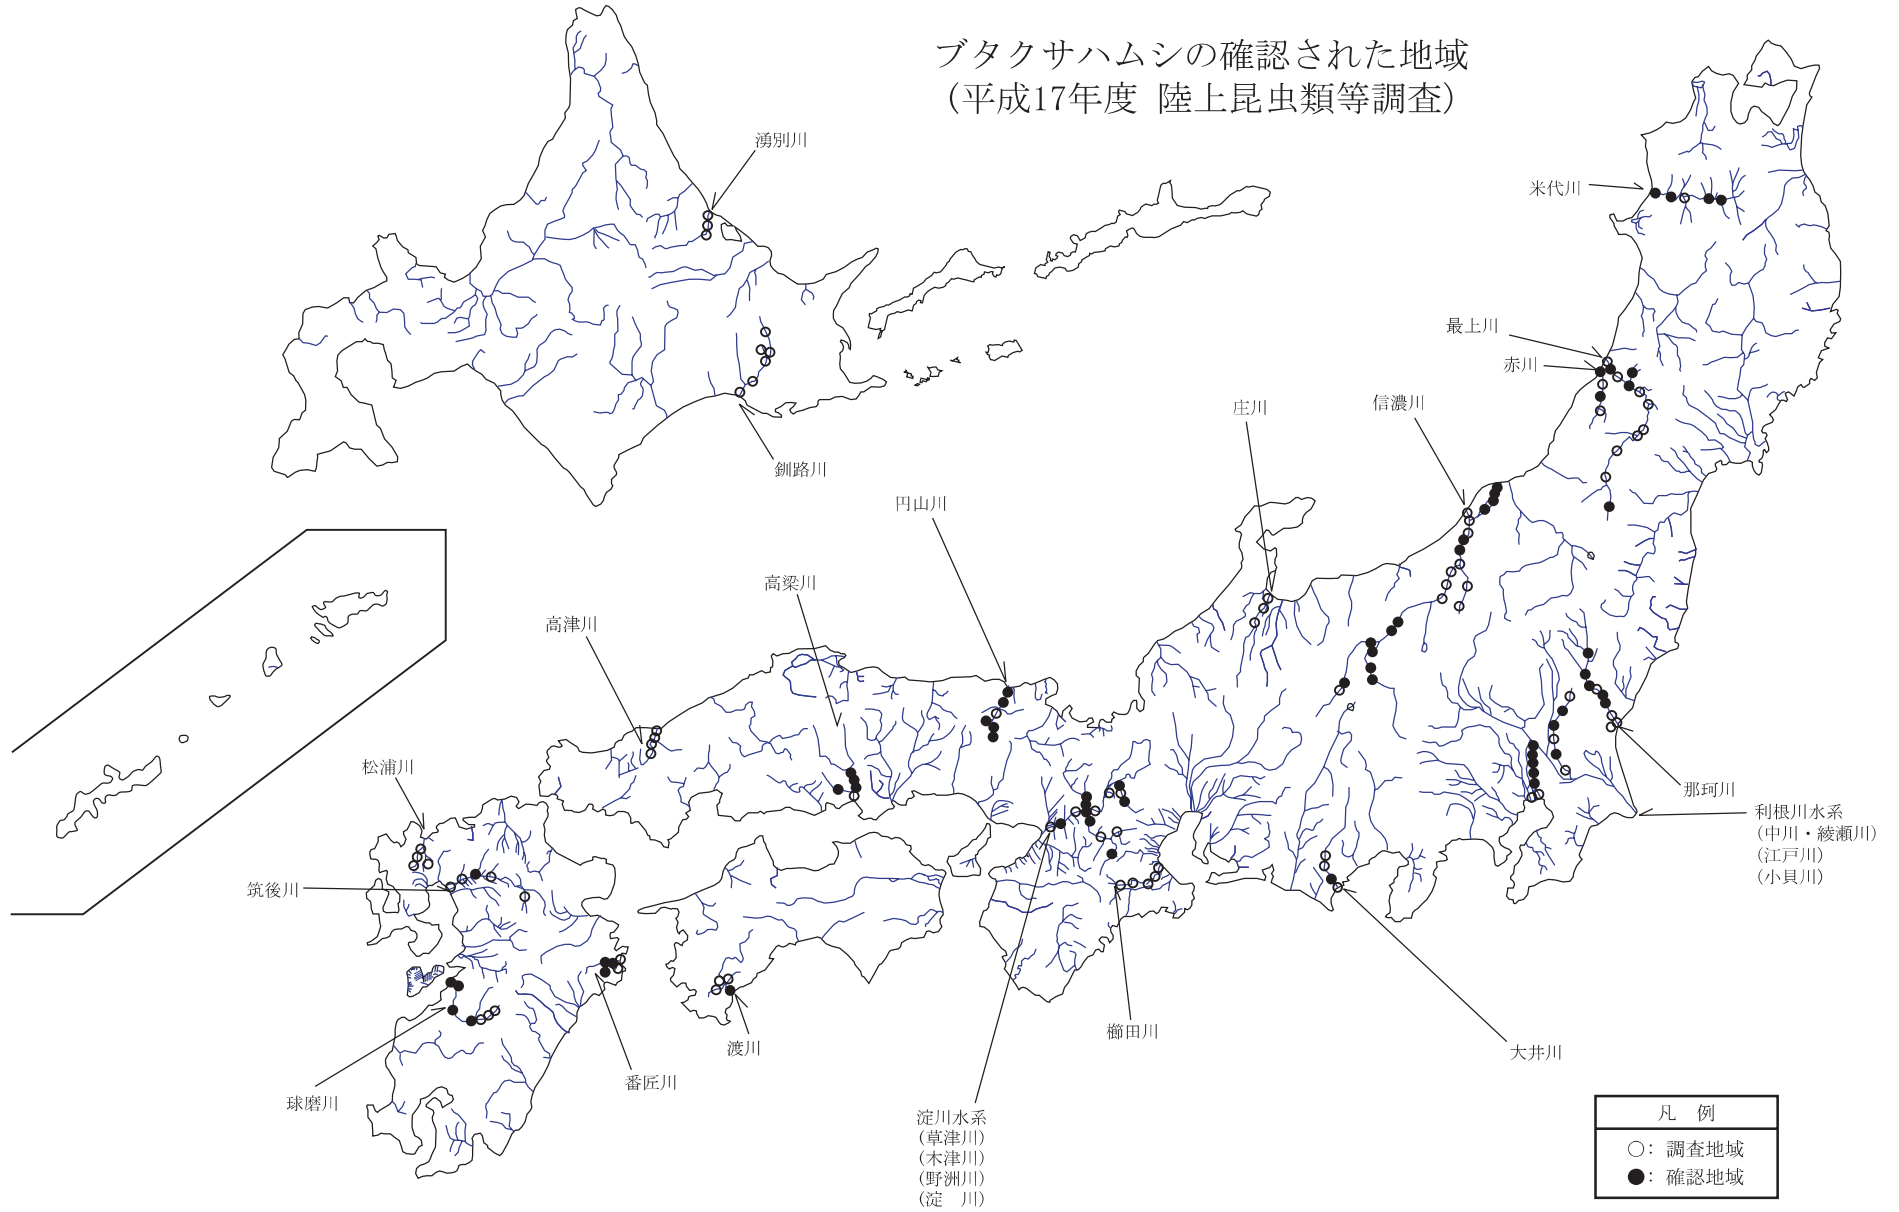 ブタクサハムシの確認された地域
(平成17年度 陸上昆虫類等調査)
湧別川
米代川
最上川
赤川
庄川
信濃川
釧路川
円山川
高梁川
高津川
松浦川
那珂川
利根川水系
(中川・綾瀬川)
(江戸川)
(小貝川)
筑後川
櫛田川
大井川
渡川
番匠川
球磨川
淀川水系
(草津川)
(木津川)
(野洲川)
(淀　川)
凡　例
○： 調査地域
●： 確認地域